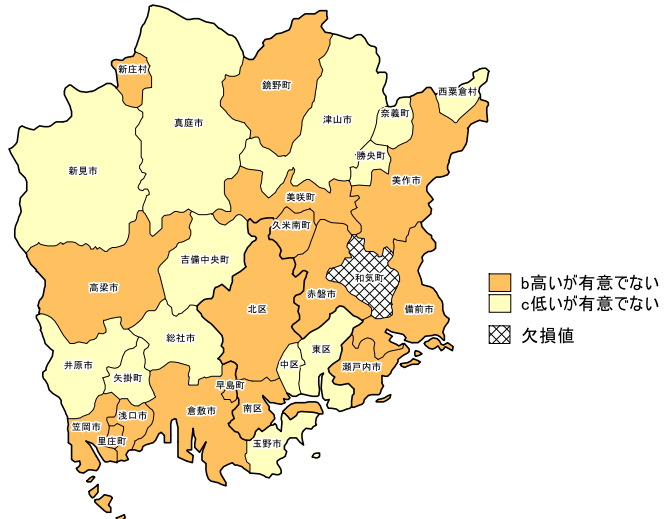 新庄村
鏡野町
西粟倉村
真庭市
津山市
奈義町
勝央町
新見市
美作市
美咲町
久米南町
吉備中央町
和気町
高梁市
赤磐市
北区
備前市
b高いが有意でない
c低いが有意でない
欠損値
総社市
東区
中区
井原市
瀬戸内市
矢掛町
早島町
浅口市
倉敷市
南区
笠岡市
里庄町
玉野市